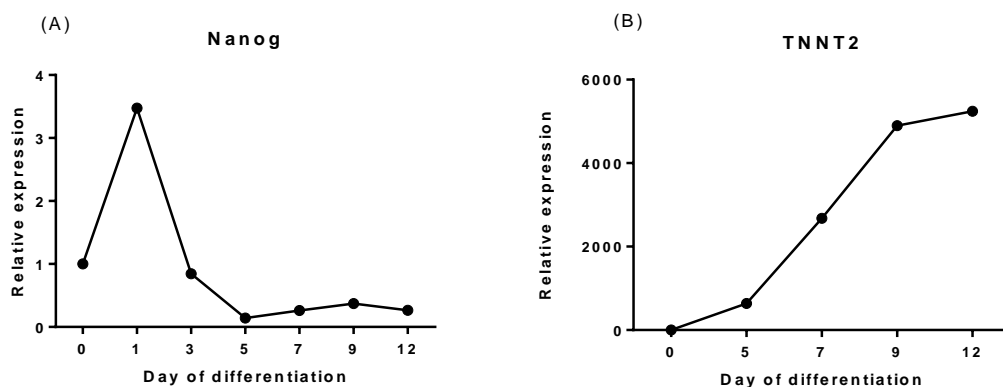 (A)
Nanog
Relative expression
4
3
2
1
0
0 1 3 5 7 9 12
Day of differentiation
(B)
TNNT2
Relative expression
6000
4000
2000
0
0 5 7 9 12
Day of differentiation